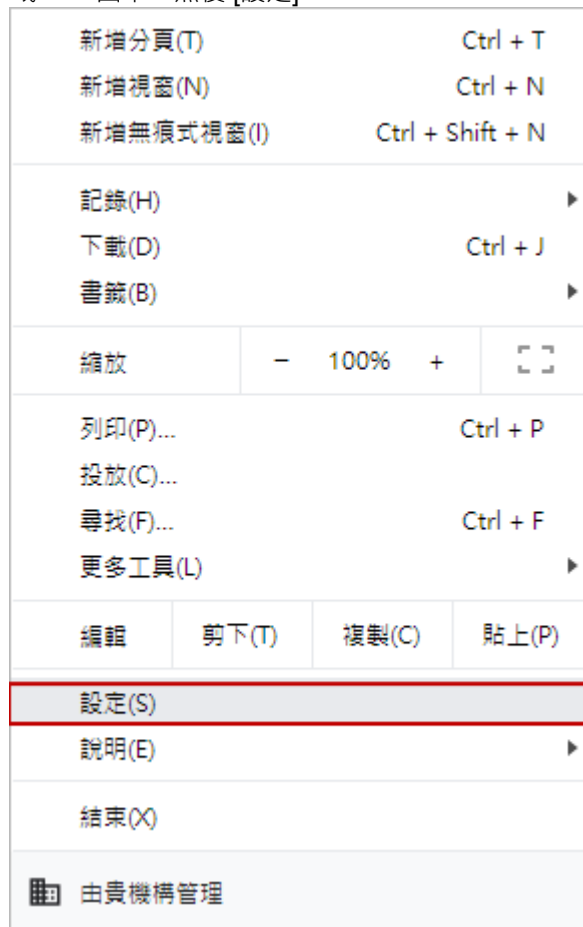 [設定]
新增分頁(T) Ctrl + T
新增視窗(N) Ctrl + N
新增無痕式視窗(I) Ctrl + Shift + N
記錄(H)
下載(D) Ctrl + J
書籤(B)
縮放 − 100% +
列印(P)... Ctrl + P
投放(C)...
尋找(F)... Ctrl + F
更多工具(L)
編輯 剪下(T) 複製(C) 貼上(P)
設定(S)
說明(E)
結束(X)
由貴機構管理